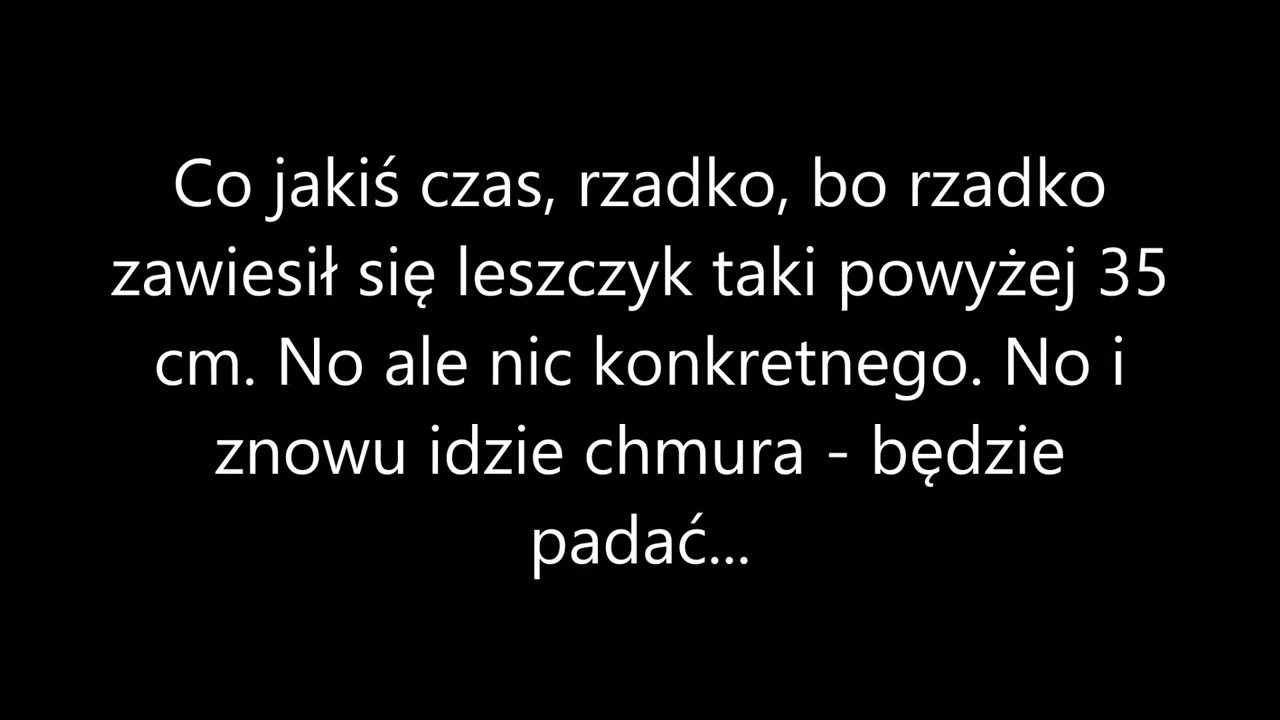 Co jakiś czas, rzadko, bo rzadko
zawiesił się leszczyk taki powyżej 35
cm. No ale nic konkretnego. No i
znowu idzie chmura - będzie
padać...